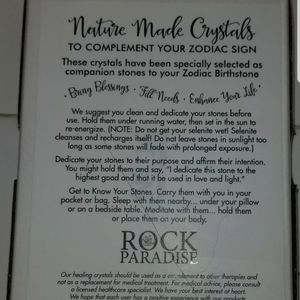 Nature Made Crystals
TO COMPLEMENT YOUR ZODIAC SIGN
These crystals have been specially selected as
companion stones to your Zodiac Birthstone
• Bring Blessings • Fill Needs • Enhance Your Life •
We suggest you clean and dedicate your stones before
use. Hold them under running water, then set in the sun to
re-energize. (NOTE: Do not get your selenite wet! Selenite
cleanses and recharges itself! Do not leave stones in sunlight too
long as some stones will fade with prolonged exposure.)
Dedicate your stones to their purpose and affirm their intention.
You might hold them and say, "I dedicate this stone to the
highest good and that it be used in love and light."
Get to Know Your Stones. Carry them with you in your
pocket or bag. Sleep with them nearby... under your pillow
or on a bedside table. Meditate with them... hold them
or place them on your body.
ROCK
PARADISE
Our healing crystals should be used as a complement to other therapies and
not as a replacement for medical treatment. For medical advice, please consult
a licensed healthcare specialist. We have your best interest at heart.
We hope that each user has a positive experience with our products.